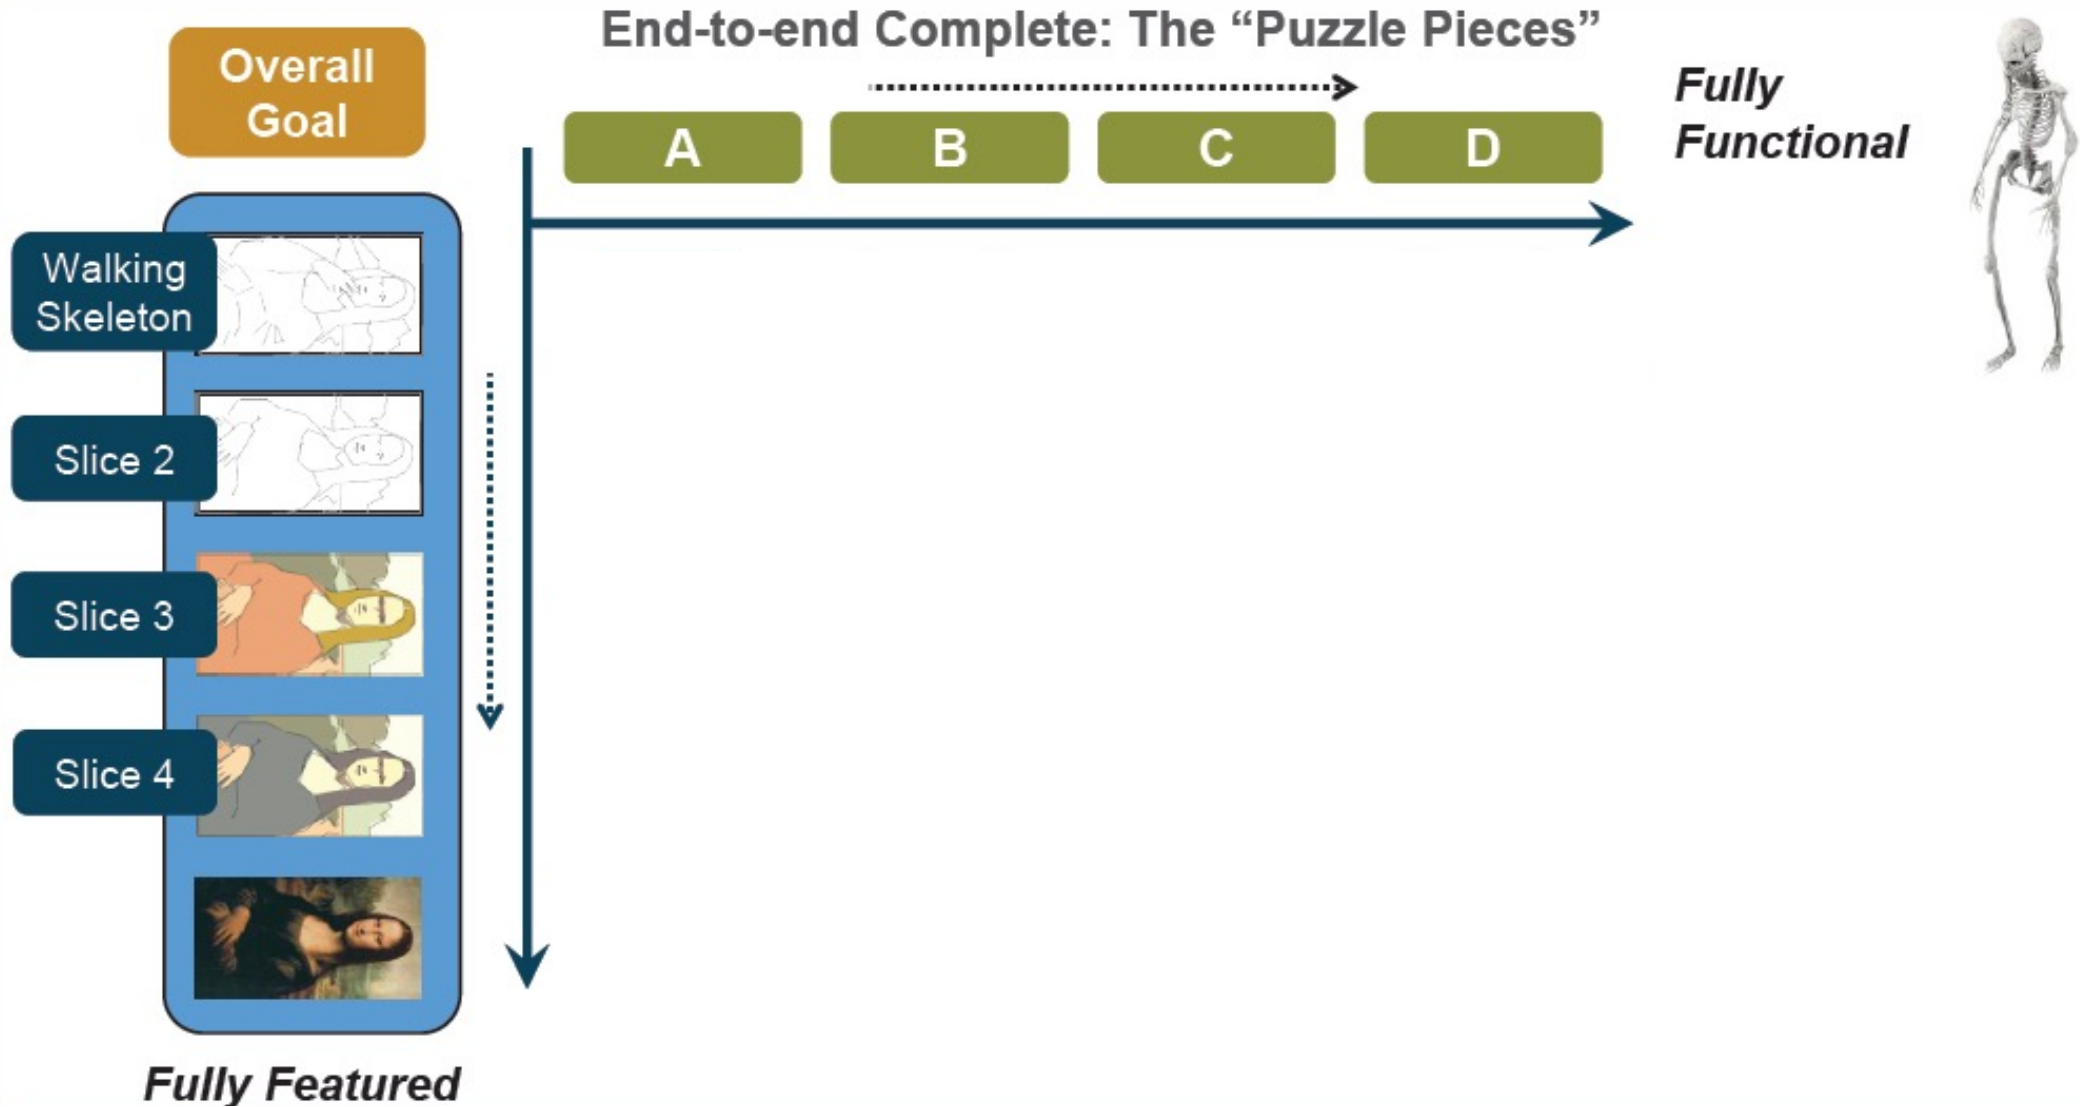 End-to-end Complete: The “Puzzle Pieces”
Overall
Goal
A
B
C
D
Fully
Functional
Walking
Skeleton
Slice 2
Slice 3
Slice 4
Fully Featured